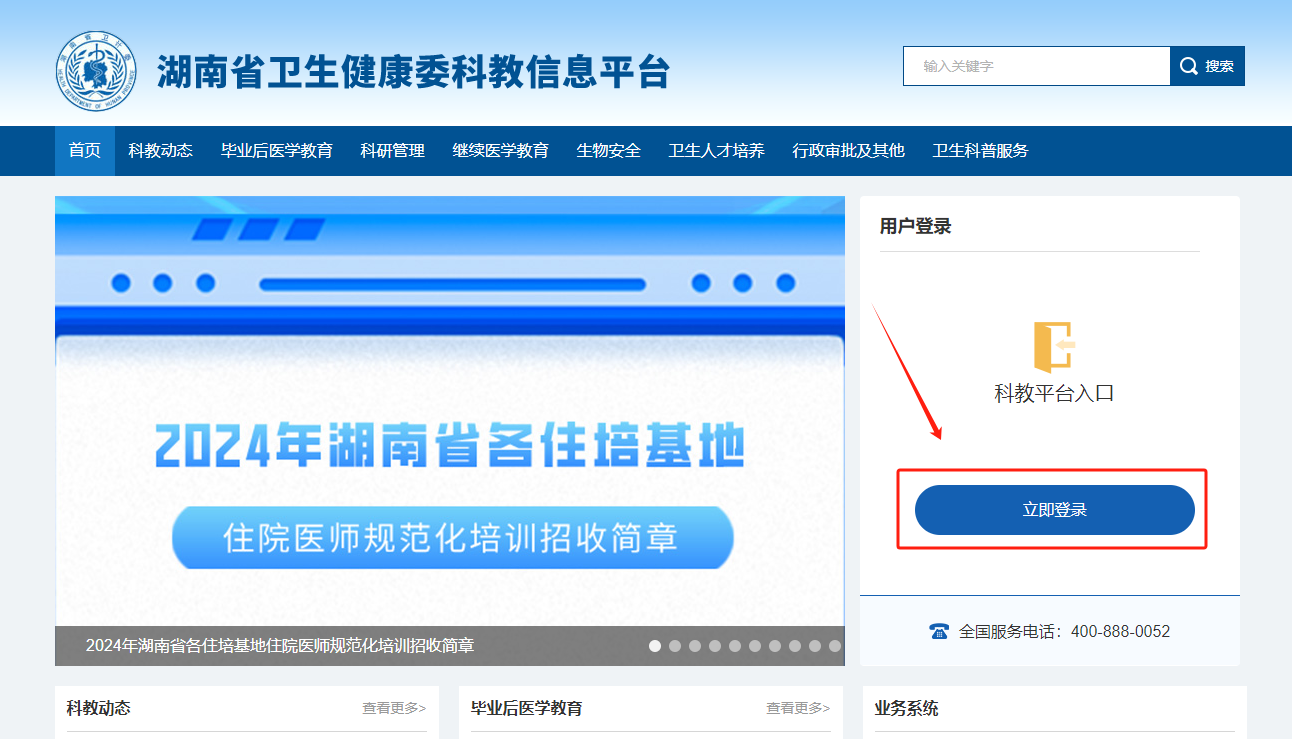 湖南省卫生健康委科教信息平台
输入关键字
搜索
首页 科教动态 毕业后医学教育 科研管理 继续医学教育 生物安全 卫生人才培养 行政审批及其他 卫生科普服务
2024年湖南省各住培基地
住院医师规范化培训招收简章
2024年湖南省各住培基地住院医师规范化培训招收简章
用户登录
科教平台入口
立即登录
全国服务电话：400-888-0052
科教动态 查看更多>
毕业后医学教育 查看更多>
业务系统